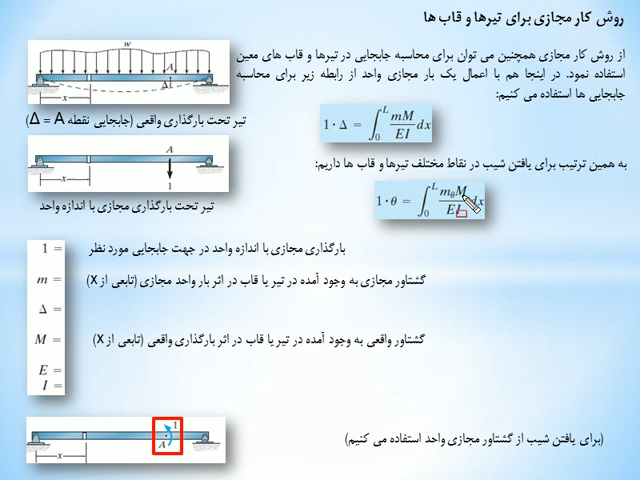 روش کار مجازی برای تیرها و قاب ها
از روش کار مجازی همچنین می توان برای محاسبه جابجایی در تیرها و قاب های معین
استفاده نمود. در اینجا هم با اعمال یک بار مجازی واحد از رابطه زیر برای محاسبه
جابجایی ها استفاده می کنیم:
w
A
Δ
x
تیر تحت بارگذاری واقعی (جابجایی نقطه Δ = A)
1 · Δ = ∫₀ᴸ mM/EI dx
به همین ترتیب برای یافتن شیب در نقاط مختلف تیرها و قاب ها داریم:
A
x
1
تیر تحت بارگذاری مجازی با اندازه واحد
1 · θ = ∫₀ᴸ m_θM/EI dx
1 = بارگذاری مجازی با اندازه واحد در جهت جابجایی مورد نظر
m = گشتاور مجازی به وجود آمده در تیر یا قاب در اثر بار واحد مجازی (تابعی از x)
Δ =
M = گشتاور واقعی به وجود آمده در تیر یا قاب در اثر بارگذاری واقعی (تابعی از x)
E =
I =
1
A
x
(برای یافتن شیب از گشتاور مجازی واحد استفاده می کنیم)